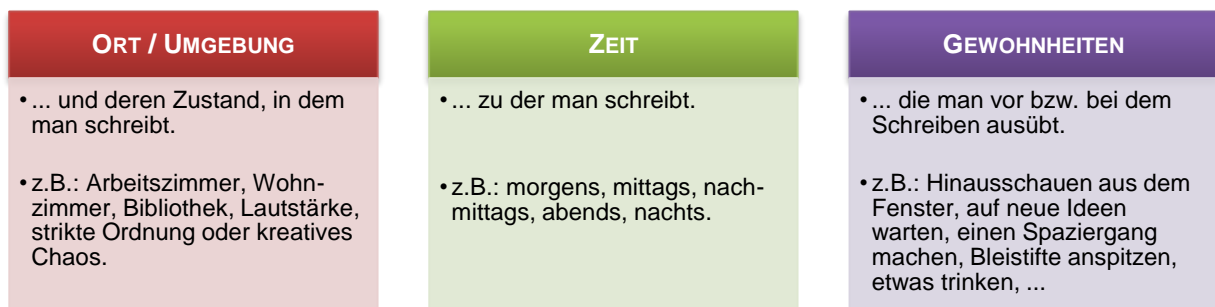 ORT / UMGEBUNG
• ... und deren Zustand, in dem
man schreibt.
• z.B.: Arbeitszimmer, Wohn-
zimmer, Bibliothek, Lautstärke,
strikte Ordnung oder kreatives
Chaos.
ZEIT
• ... zu der man schreibt.
• z.B.: morgens, mittags, nach-
mittags, abends, nachts.
GEWOHNHEITEN
• ... die man vor bzw. bei dem
Schreiben ausübt.
• z.B.: Hinausschauen aus dem
Fenster, auf neue Ideen
warten, einen Spaziergang
machen, Bleistifte anspitzen,
etwas trinken, ...